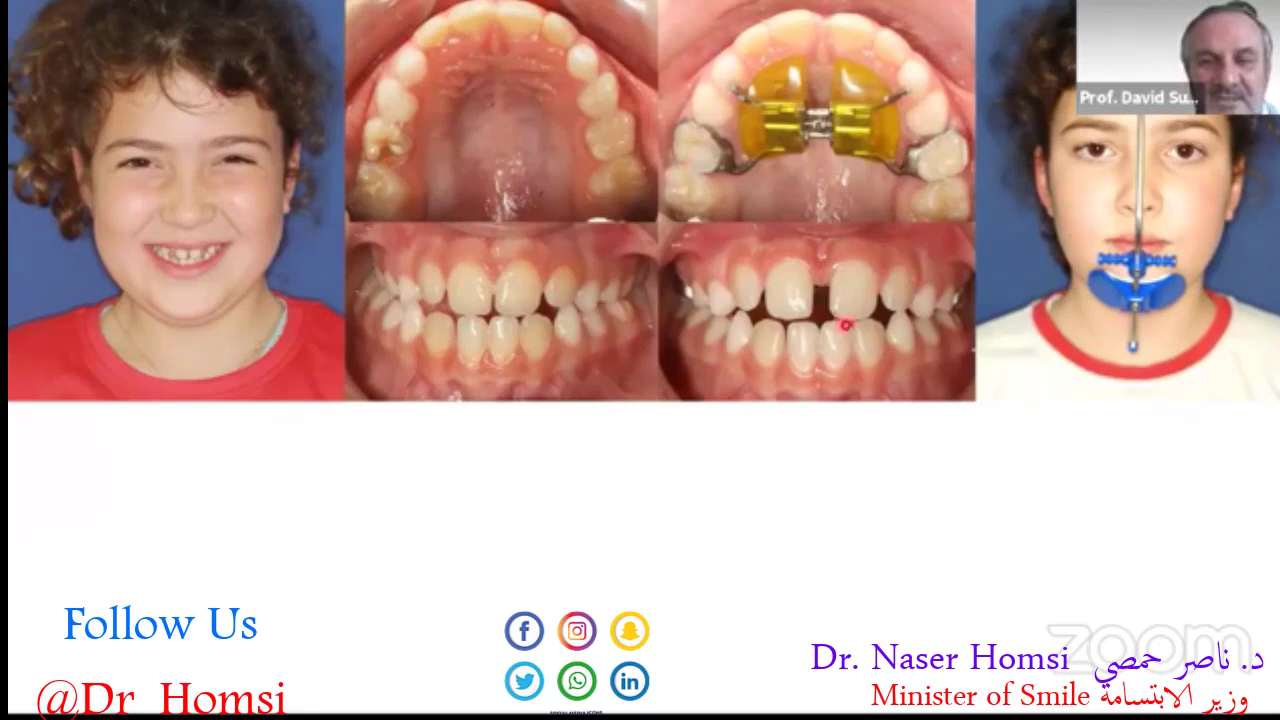 Prof. David Su...
Follow Us
@Dr_Homsi
zoom
Dr. Naser Homsi د. ناصر حمصي
Minister of Smile وزير الابتسامة